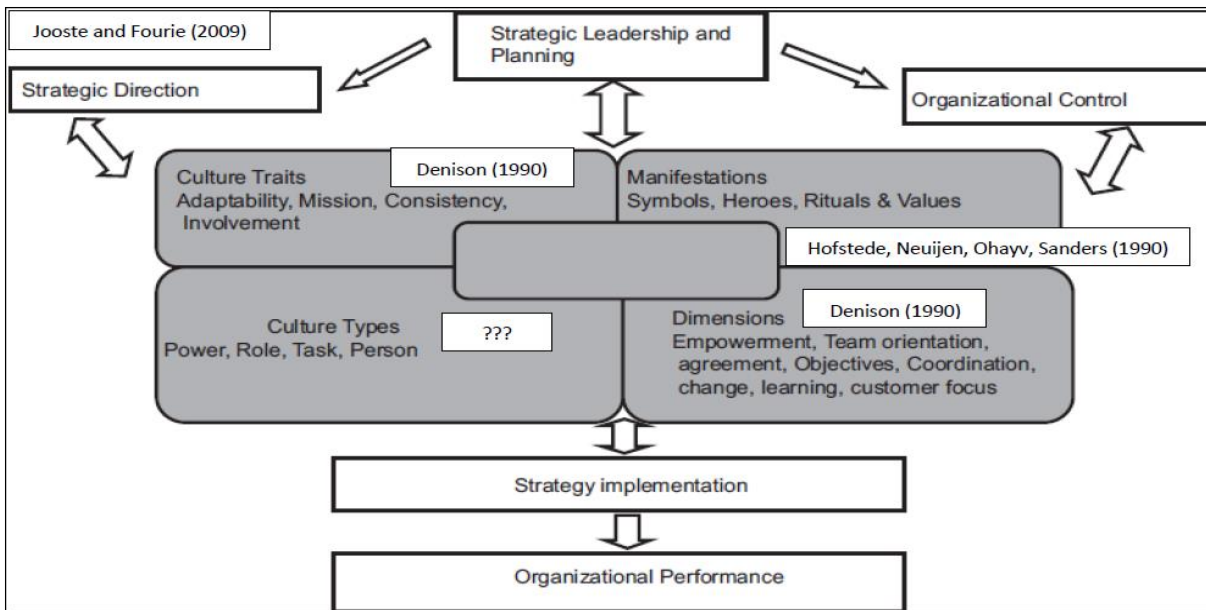 Jooste and Fourie (2009)
Strategic Leadership and
Planning
Strategic Direction
Organizational Control
Culture Traits
Denison (1990)
Adaptability, Mission, Consistency,
Involvement
Manifestations
Symbols, Heroes, Rituals & Values
Hofstede, Neuijen, Ohayv, Sanders (1990)
Culture Types
???
Power, Role, Task, Person
Dimensions
Denison (1990)
Empowerment, Team orientation,
agreement, Objectives, Coordination,
change, learning, customer focus
Strategy implementation
Organizational Performance